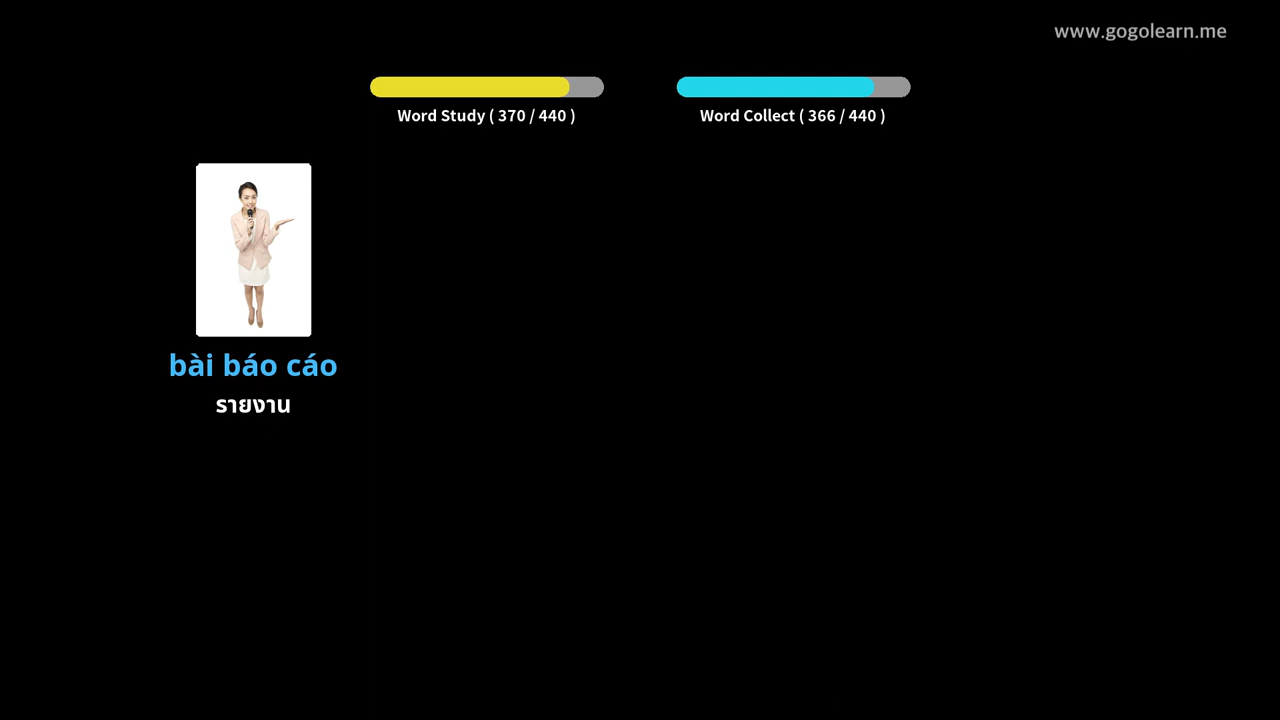 www.gogolearn.me
Word Study ( 370 / 440 )
Word Collect ( 366 / 440 )
bài báo cáo
รายงาน